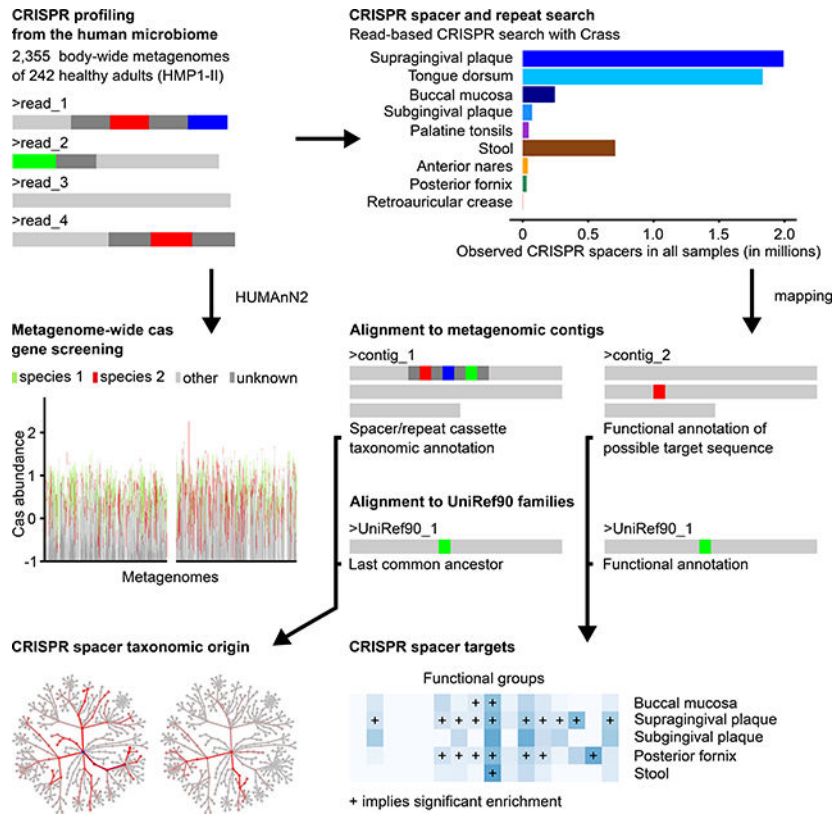 CRISPR profiling
from the human microbiome
2,355 body-wide metagenomes
of 242 healthy adults (HMP1-II)
>read_1
>read_2
>read_3
>read_4
CRISPR spacer and repeat search
Read-based CRISPR search with Crass
Supragingival plaque
Tongue dorsum
Buccal mucosa
Subgingival plaque
Palatine tonsils
Stool
Anterior nares
Posterior fornix
Retroauricular crease
0 0.5 1.0 1.5 2.0
Observed CRISPR spacers in all samples (in millions)
HUMAnN2
mapping
Metagenome-wide cas
gene screening
species 1 species 2 other unknown
Cas abundance
2
1
0
-1
Metagenomes
Alignment to metagenomic contigs
>contig_1
Spacer/repeat cassette
taxonomic annotation
>contig_2
Functional annotation of
possible target sequence
Alignment to UniRef90 families
>UniRef90_1
Last common ancestor
>UniRef90_1
Functional annotation
CRISPR spacer taxonomic origin
CRISPR spacer targets
Functional groups
+ + Buccal mucosa
+ + + + + + + + + + Supragingival plaque
Subgingival plaque
+ + + + + + + Posterior fornix
+ Stool
+ implies significant enrichment